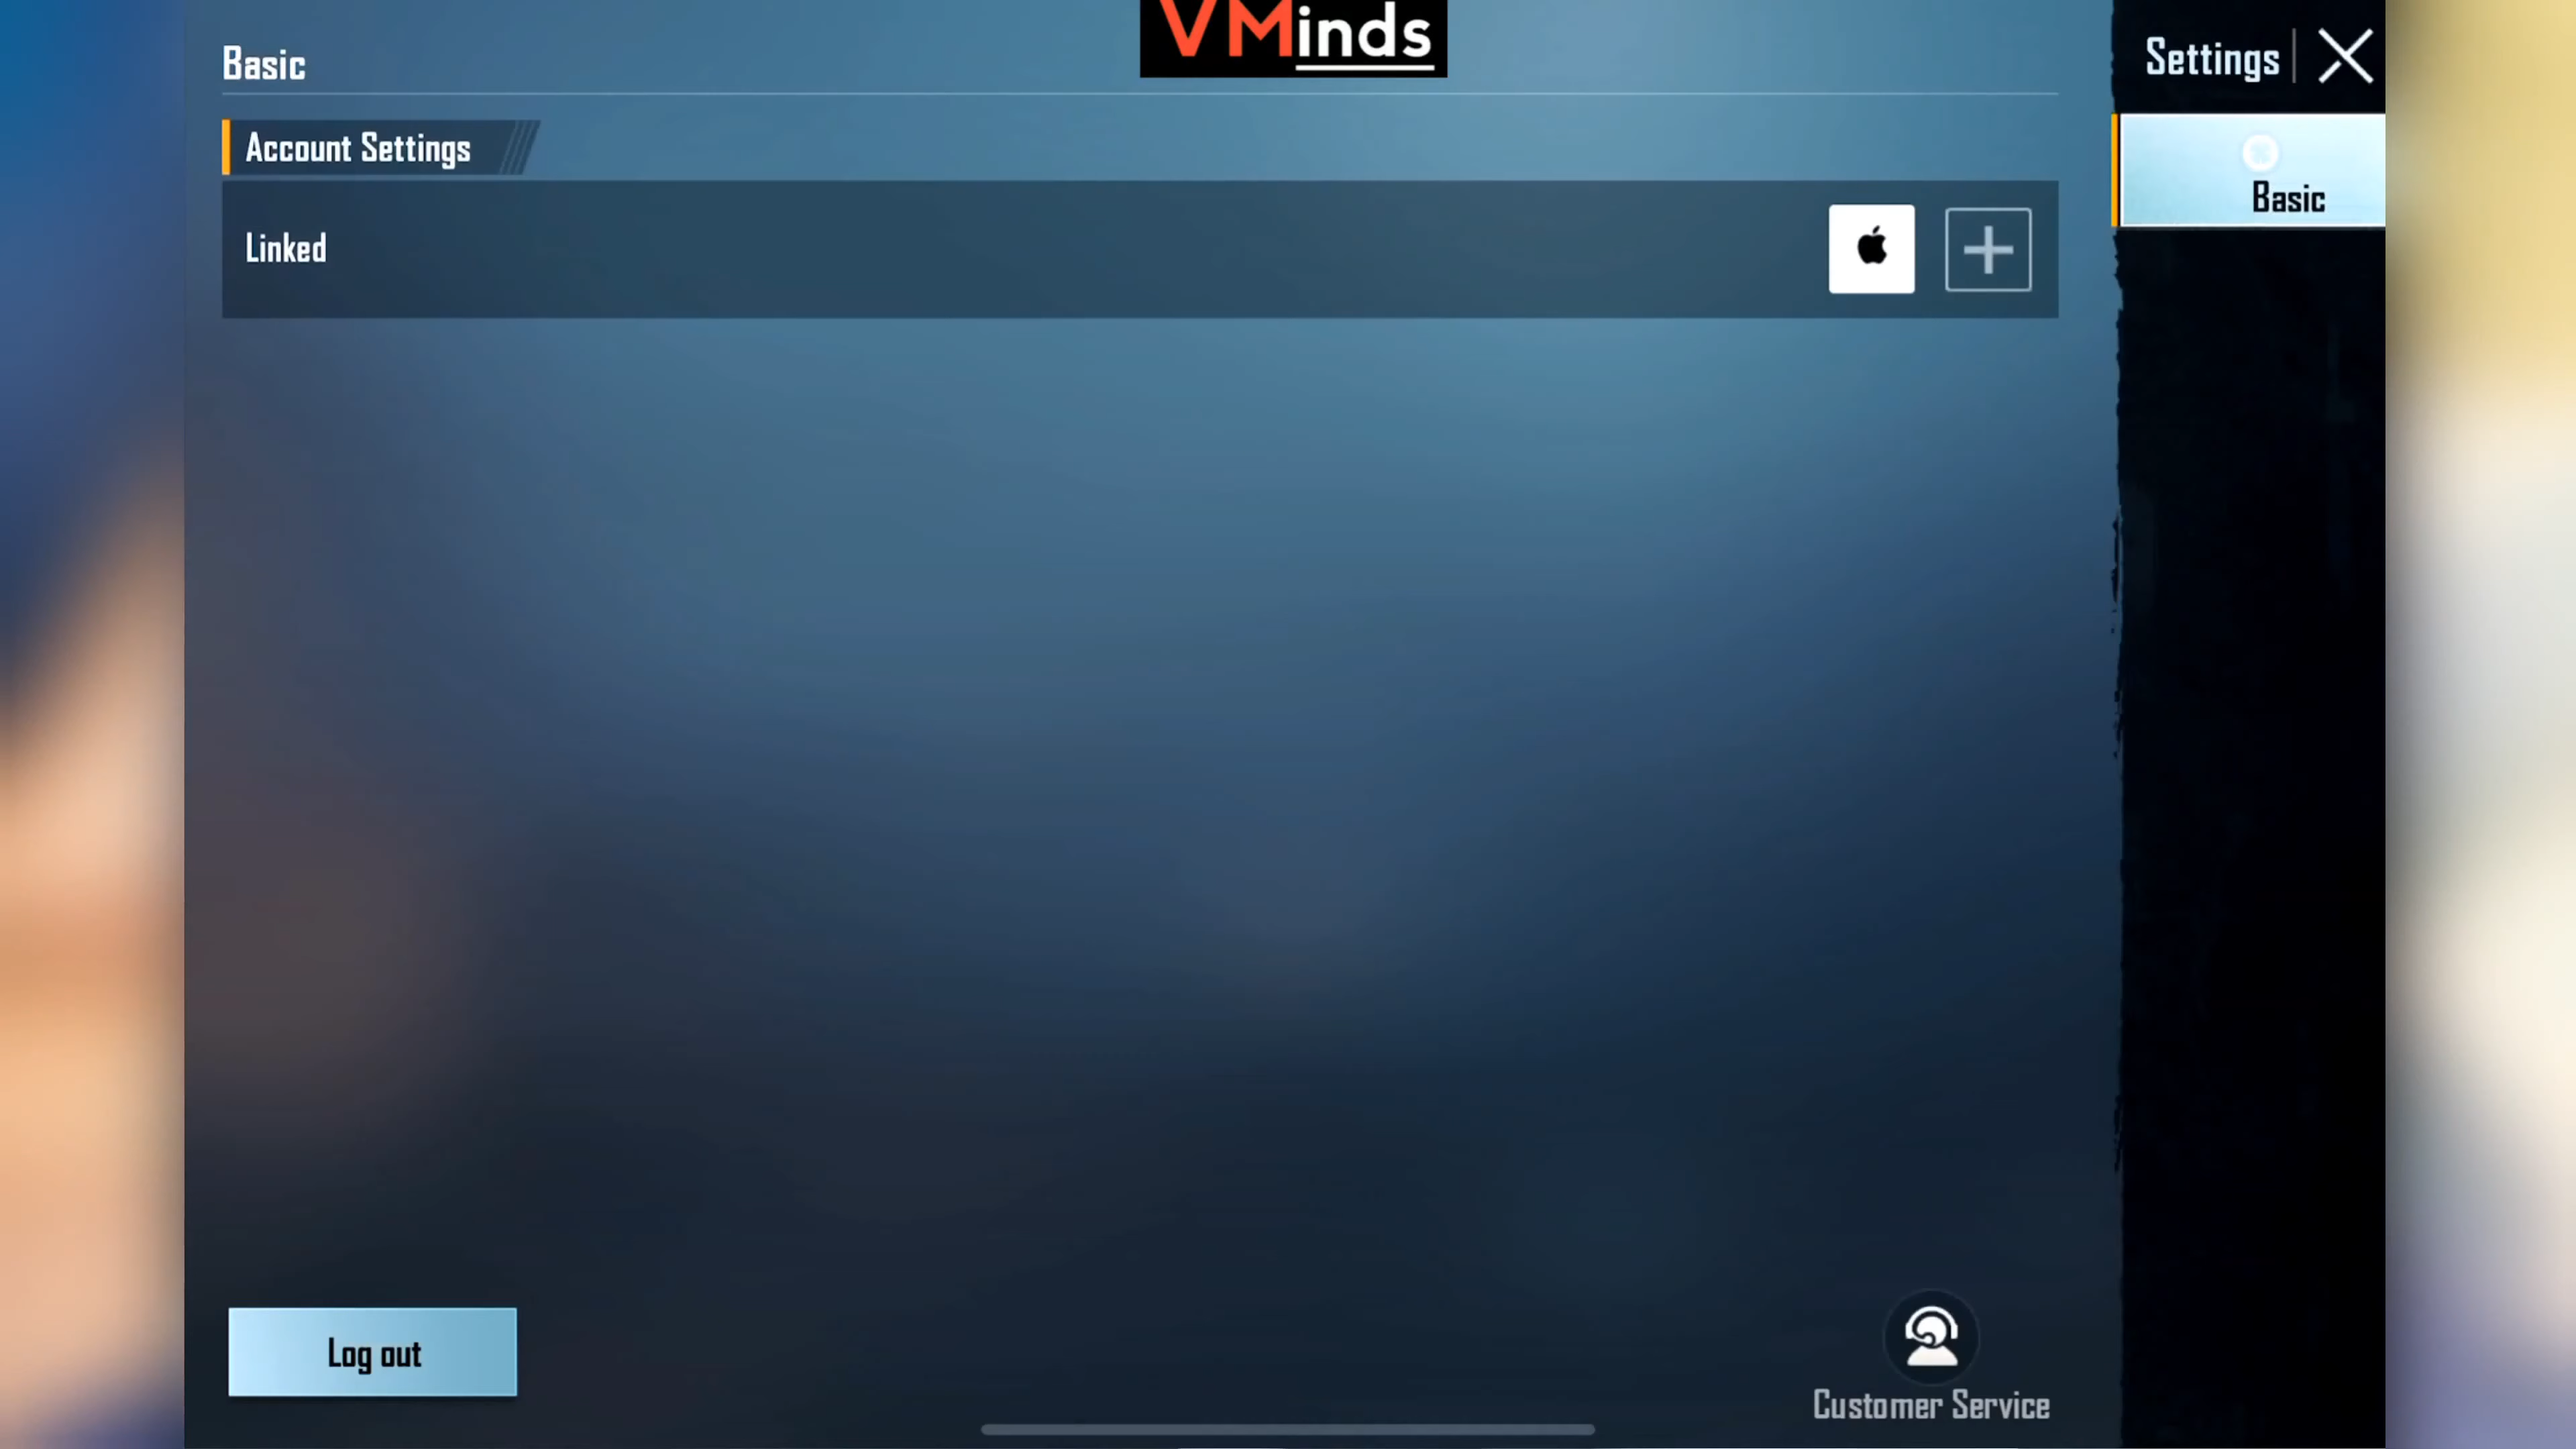 VMinds
Basic
Settings
Account Settings
Basic
Linked
Log out
Customer Service